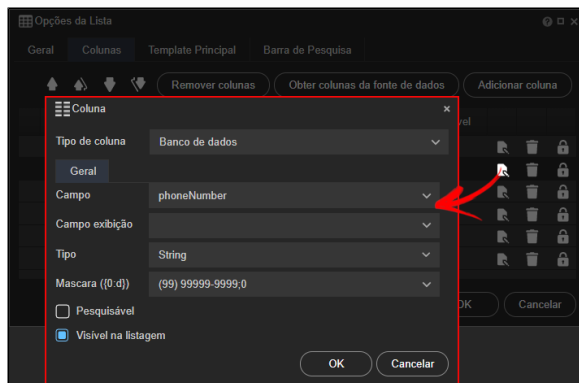 Opções da Lista
Geral Colunas Template Principal Barra de Pesquisa
Remover colunas Obter colunas da fonte de dados Adicionar coluna
Coluna
Tipo de coluna Banco de dados
Geral
Campo phoneNumber
Campo exibição
Tipo String
Mascara ({0:d}) (99) 99999-9999;0
Pesquisável
Visível na listagem
Cancelar
OK Cancelar